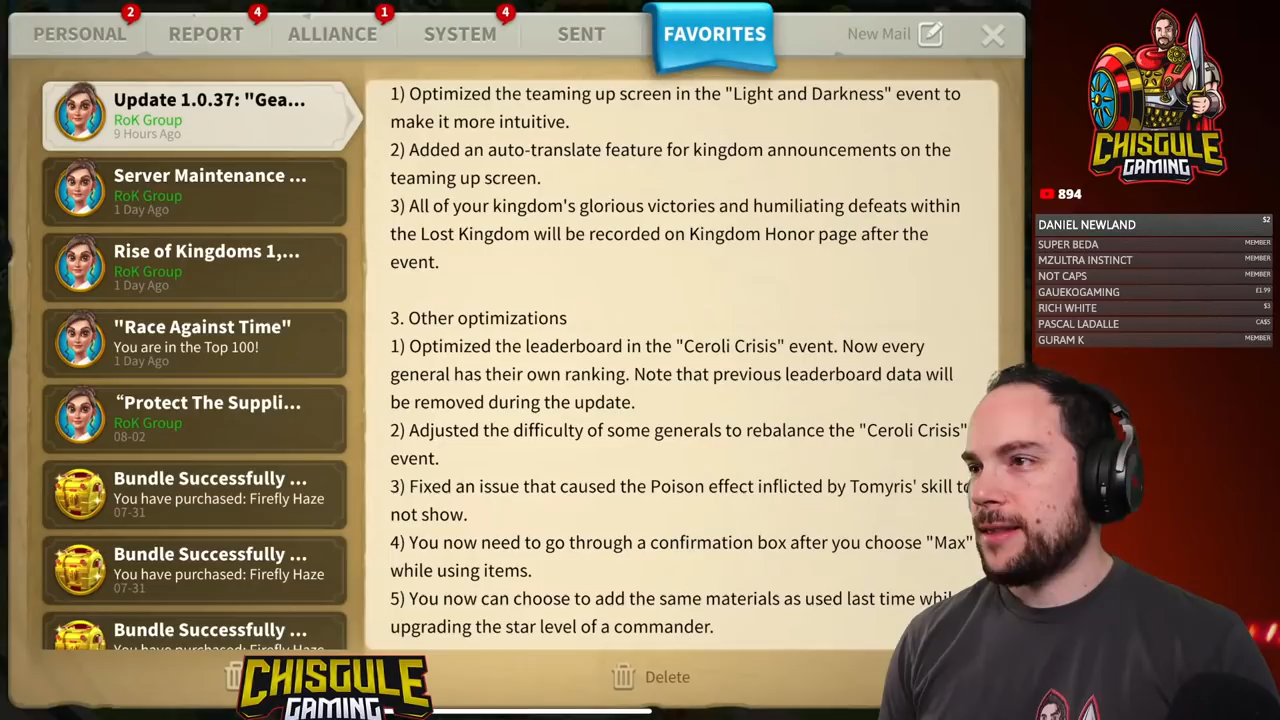 2
4
1
4
PERSONAL
REPORT
ALLIANCE
SYSTEM
SENT
FAVORITES
New Mail
Update 1.0.37: "Gea...
RoK Group
9 Hours Ago
Server Maintenance ...
RoK Group
1 Day Ago
Rise of Kingdoms 1,...
RoK Group
1 Day Ago
"Race Against Time"
You are in the Top 100!
1 Day Ago
“Protect The Suppli...
RoK Group
08-02
Bundle Successfully ...
You have purchased: Firefly Haze
07-31
Bundle Successfully ...
You have purchased: Firefly Haze
07-31
Bundle Successfully ...
You have purchased: Firefly Haze
1) Optimized the teaming up screen in the "Light and Darkness" event to
make it more intuitive.
2) Added an auto-translate feature for kingdom announcements on the
teaming up screen.
3) All of your kingdom's glorious victories and humiliating defeats within
the Lost Kingdom will be recorded on Kingdom Honor page after the
event.
3. Other optimizations
1) Optimized the leaderboard in the "Ceroli Crisis" event. Now every
general has their own ranking. Note that previous leaderboard data will
be removed during the update.
2) Adjusted the difficulty of some generals to rebalance the "Ceroli Crisis"
event.
3) Fixed an issue that caused the Poison effect inflicted by Tomyris' skill to
not show.
4) You now need to go through a confirmation box after you choose "Max"
while using items.
5) You now can choose to add the same materials as used last time whil
upgrading the star level of a commander.
Delete
CHISGULE
GAMING
CHISGULE
GAMING
894
DANIEL NEWLAND $2
SUPER BEDA MEMBER
MZULTRA INSTINCT MEMBER
NOT CAPS MEMBER
GAUEKOGAMING £1.99
RICH WHITE $3
PASCAL LADALLE CA$5
GURAM K MEMBER